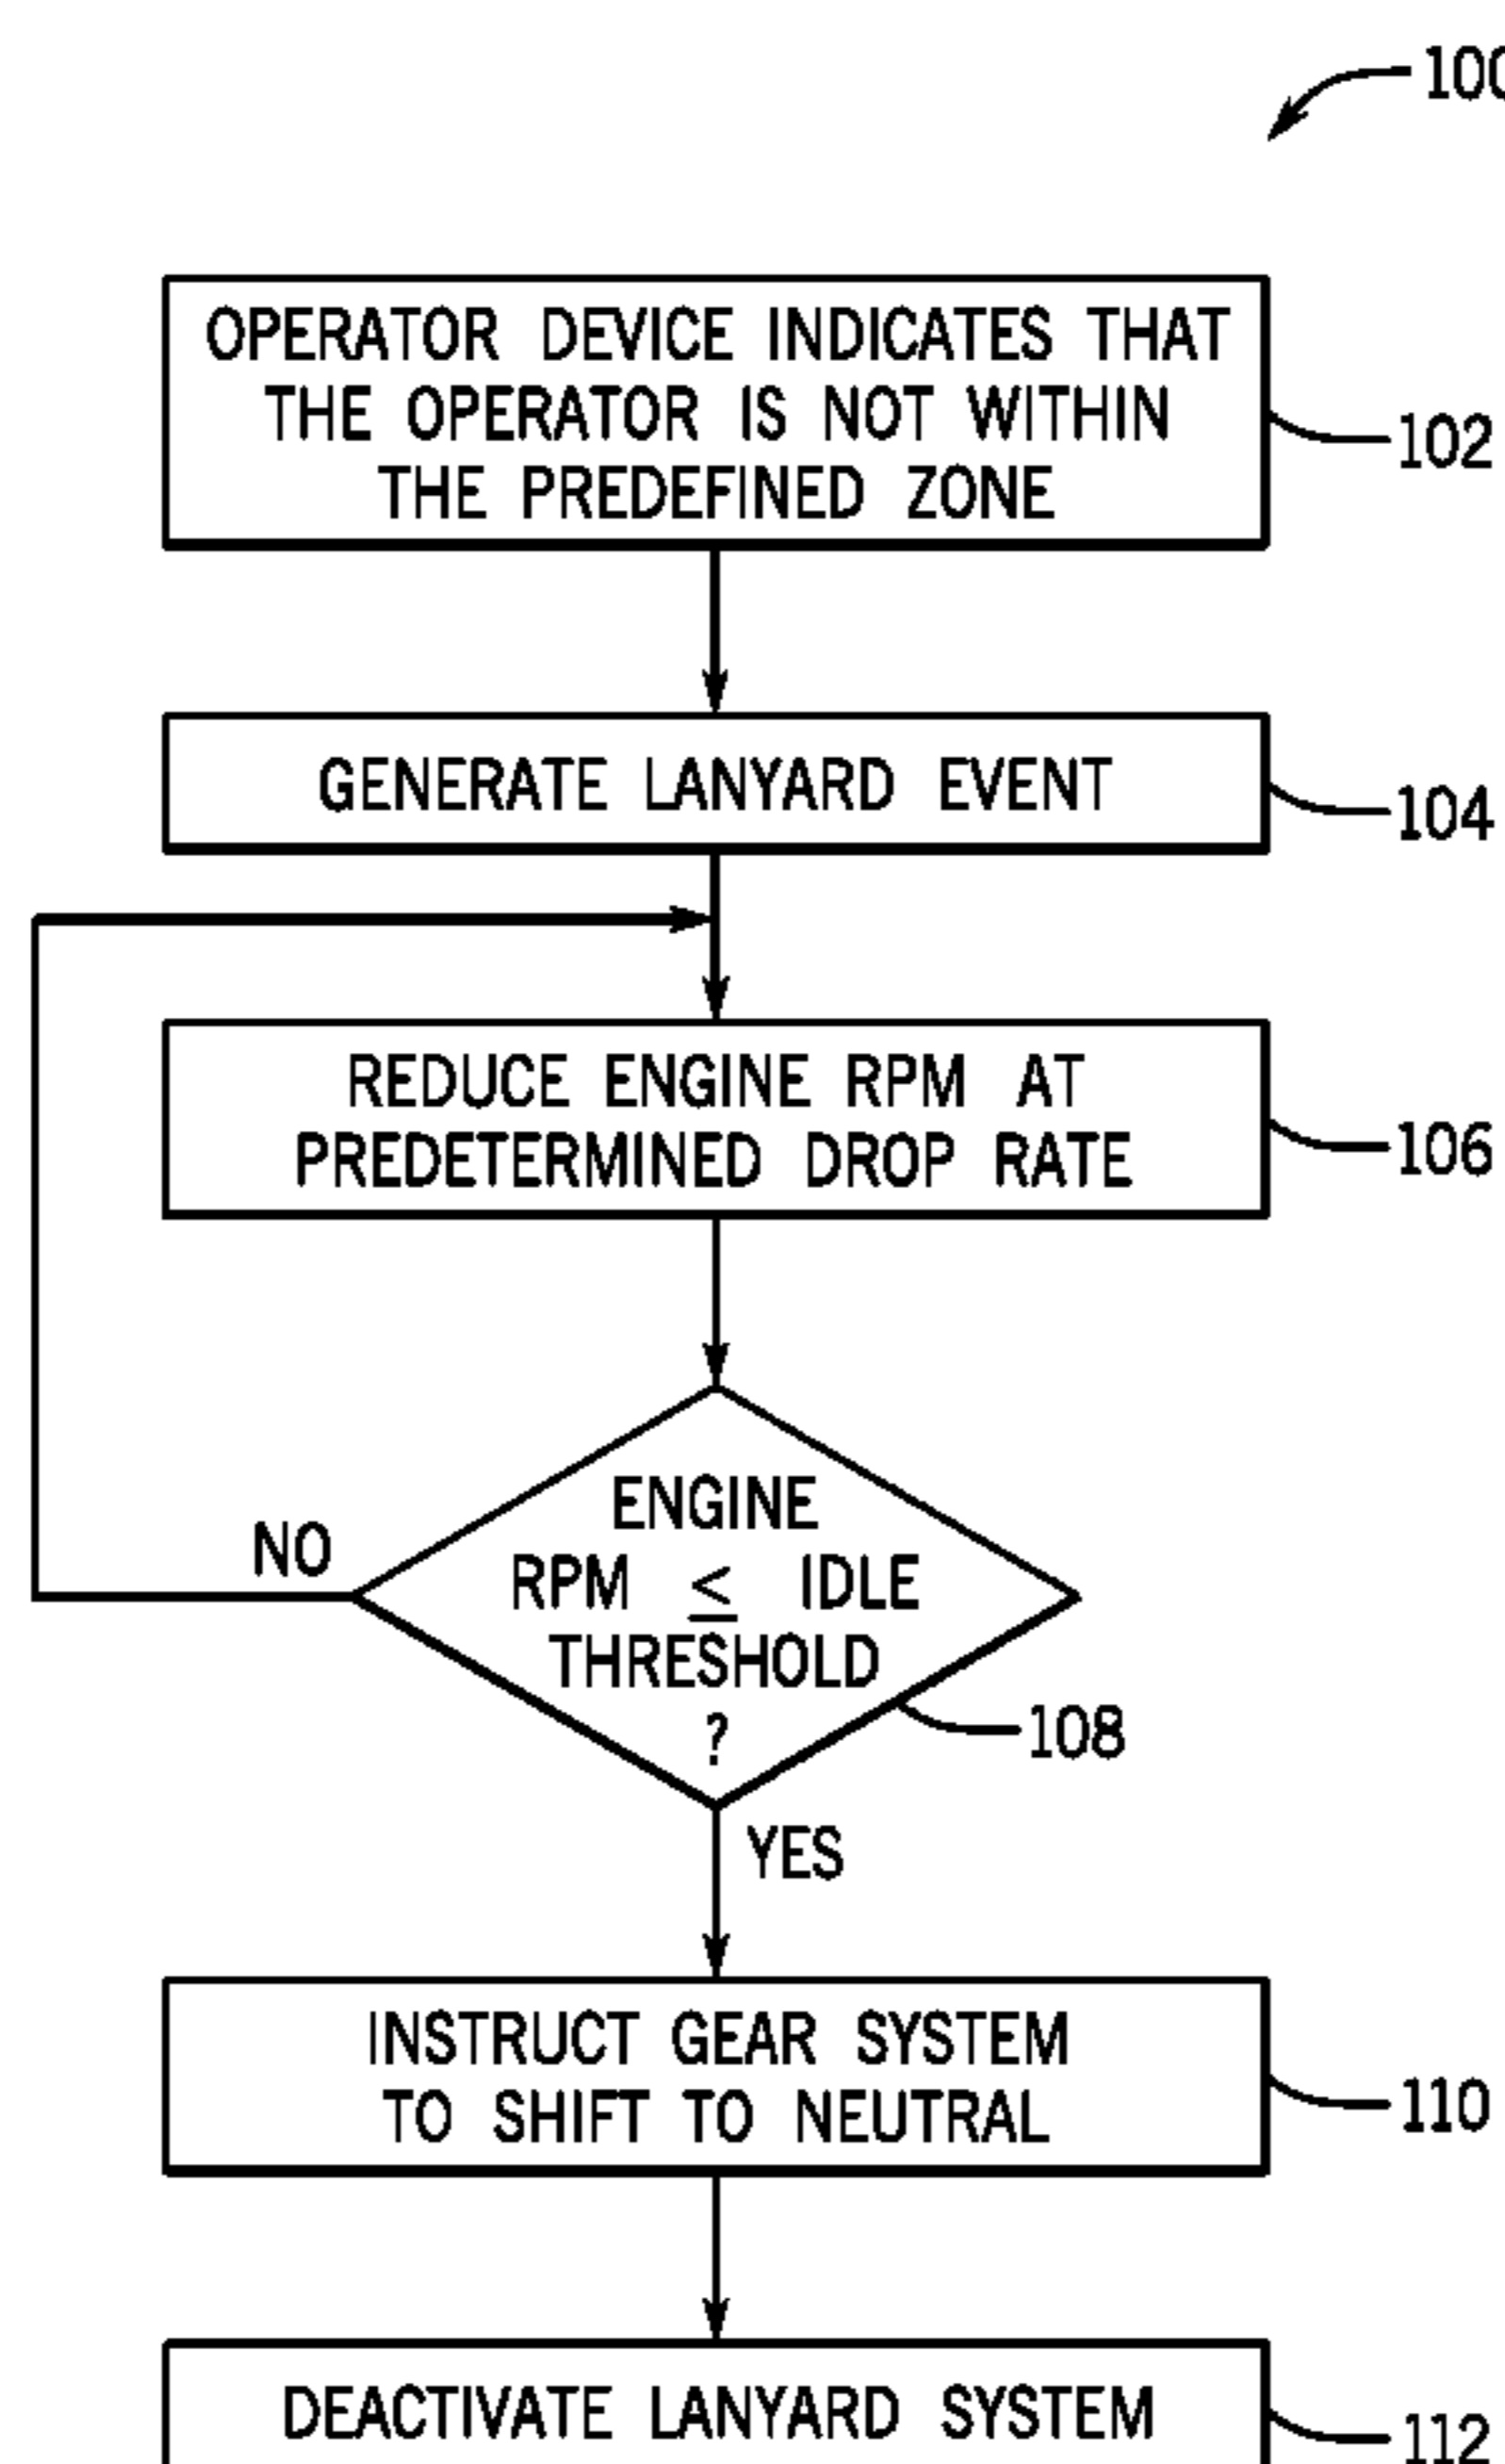 100
OPERATOR DEVICE INDICATES THAT
THE OPERATOR IS NOT WITHIN
THE PREDEFINED ZONE
102
GENERATE LANYARD EVENT
104
REDUCE ENGINE RPM AT
PREDETERMINED DROP RATE
106
ENGINE
RPM ≤ IDLE
THRESHOLD
?
NO
108
YES
INSTRUCT GEAR SYSTEM
TO SHIFT TO NEUTRAL
110
DEACTIVATE LANYARD SYSTEM
112